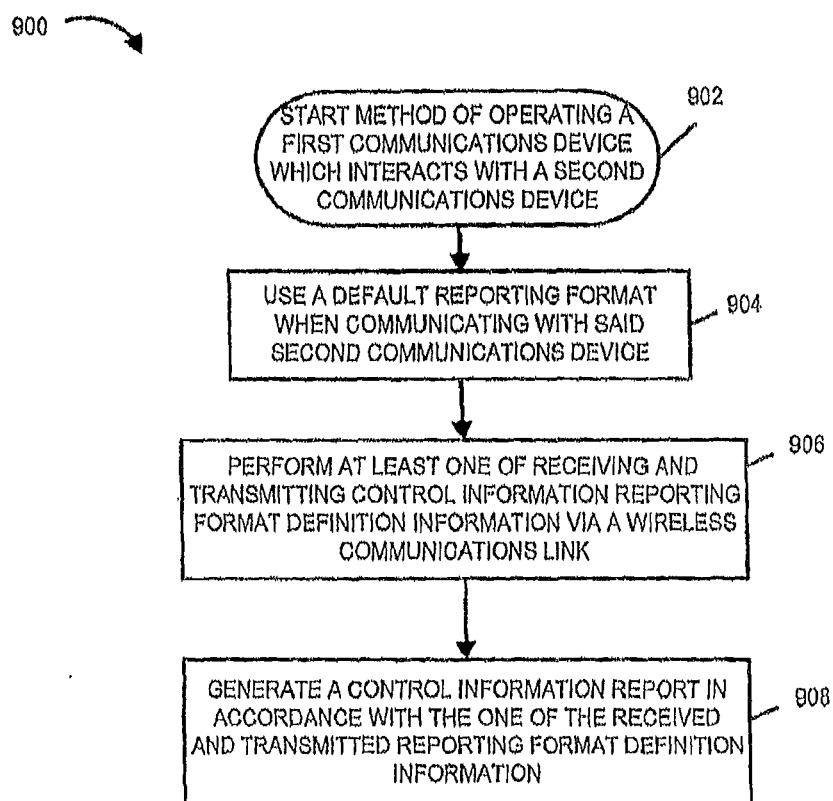 900
902
START METHOD OF OPERATING A
FIRST COMMUNICATIONS DEVICE
WHICH INTERACTS WITH A SECOND
COMMUNICATIONS DEVICE
USE A DEFAULT REPORTING FORMAT
WHEN COMMUNICATING WITH SAID
SECOND COMMUNICATIONS DEVICE
904
906
PERFORM AT LEAST ONE OF RECEIVING AND
TRANSMITTING CONTROL INFORMATION REPORTING
FORMAT DEFINITION INFORMATION VIA A WIRELESS
COMMUNICATIONS LINK
GENERATE A CONTROL INFORMATION REPORT IN
ACCORDANCE WITH THE ONE OF THE RECEIVED
AND TRANSMITTED REPORTING FORMAT DEFINITION
INFORMATION
908